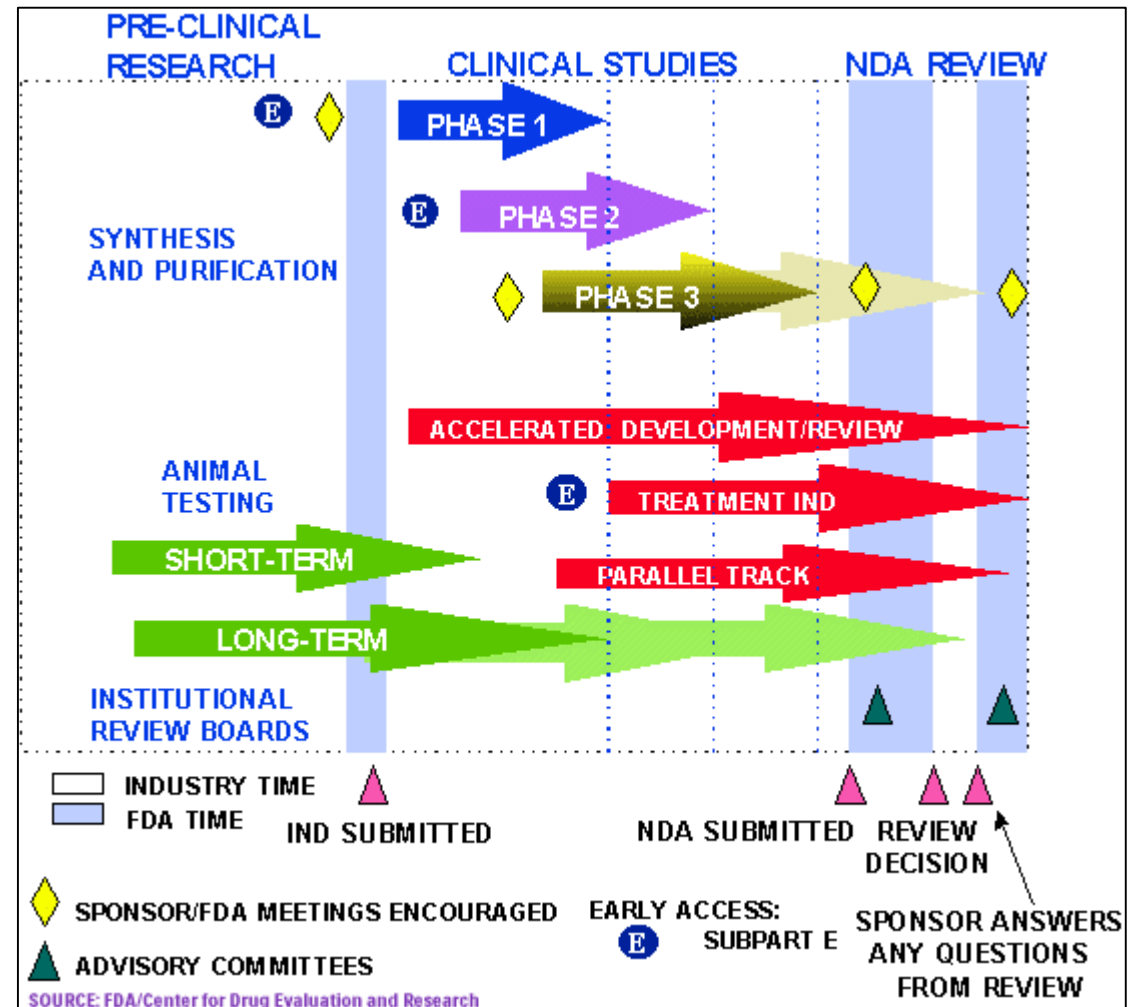 PRE-CLINICAL
RESEARCH
CLINICAL STUDIES
NDA REVIEW
E
PHASE 1
E
PHASE 2
SYNTHESIS
AND PURIFICATION
PHASE 3
ACCELERATED DEVELOPMENT/REVIEW
ANIMAL
TESTING
E
TREATMENT IND
SHORT-TERM
PARALLEL TRACK
LONG-TERM
INSTITUTIONAL
REVIEW BOARDS
INDUSTRY TIME
FDA TIME
IND SUBMITTED
NDA SUBMITTED
REVIEW
DECISION
SPONSOR/FDA MEETINGS ENCOURAGED
EARLY ACCESS:
E SUBPART E
SPONSOR ANSWERS
ANY QUESTIONS
FROM REVIEW
ADVISORY COMMITTEES
SOURCE: FDA/Center for Drug Evaluation and Research